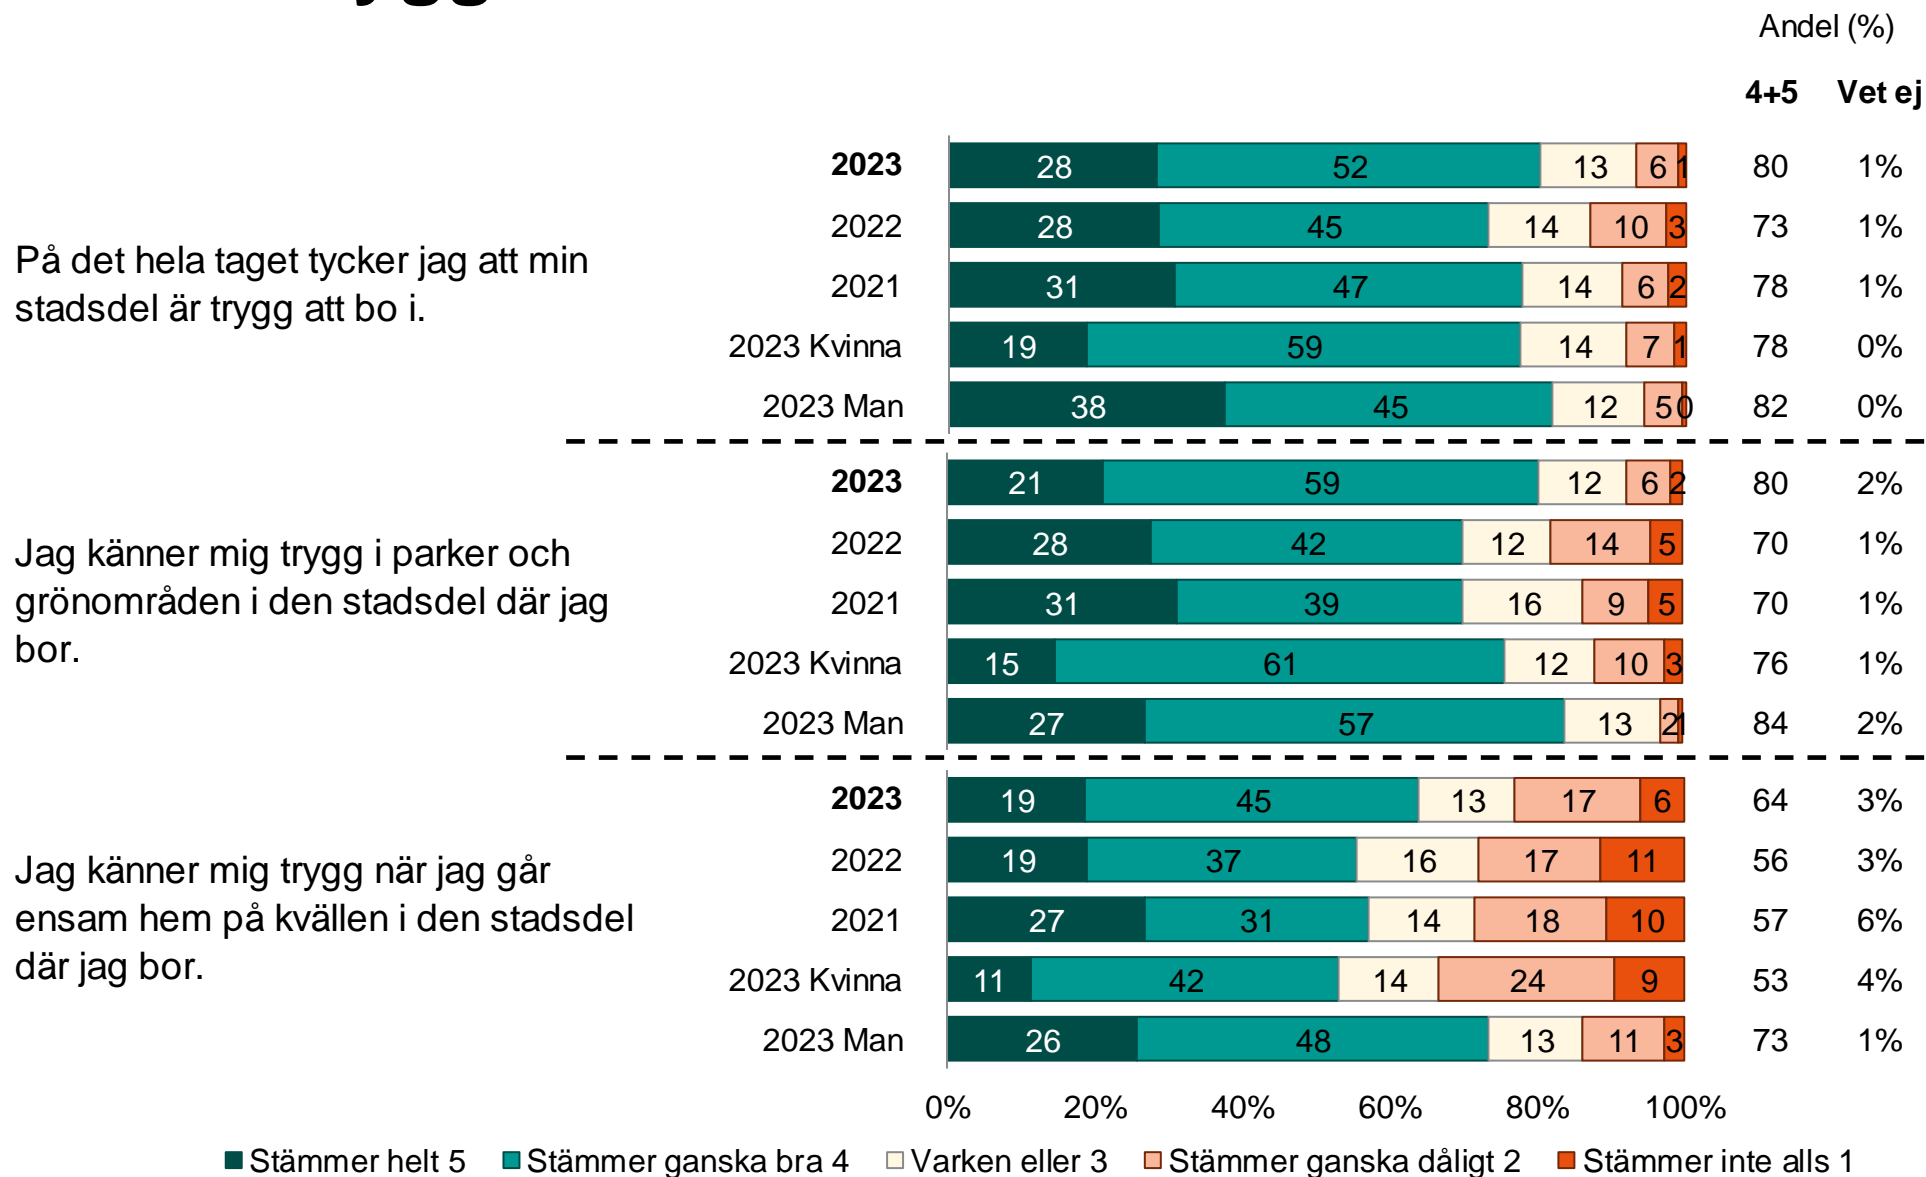 Andel (%)
4+5 Vet ej
På det hela taget tycker jag att min
stadsdel är trygg att bo i.
2023 28 52 13 6 1 80 1%
2022 28 45 14 10 3 73 1%
2021 31 47 14 6 2 78 1%
2023 Kvinna 19 59 14 7 1 78 0%
2023 Man 38 45 12 5 0 82 0%
Jag känner mig trygg i parker och
grönområden i den stadsdel där jag
bor.
2023 21 59 12 6 2 80 2%
2022 28 42 12 14 5 70 1%
2021 31 39 16 9 5 70 1%
2023 Kvinna 15 61 12 10 3 76 1%
2023 Man 27 57 13 2 1 84 2%
Jag känner mig trygg när jag går
ensam hem på kvällen i den stadsdel
där jag bor.
2023 19 45 13 17 6 64 3%
2022 19 37 16 17 11 56 3%
2021 27 31 14 18 10 57 6%
2023 Kvinna 11 42 14 24 9 53 4%
2023 Man 26 48 13 11 3 73 1%
0% 20% 40% 60% 80% 100%
Stämmer helt 5 Stämmer ganska bra 4 Varken eller 3 Stämmer ganska dåligt 2 Stämmer inte alls 1